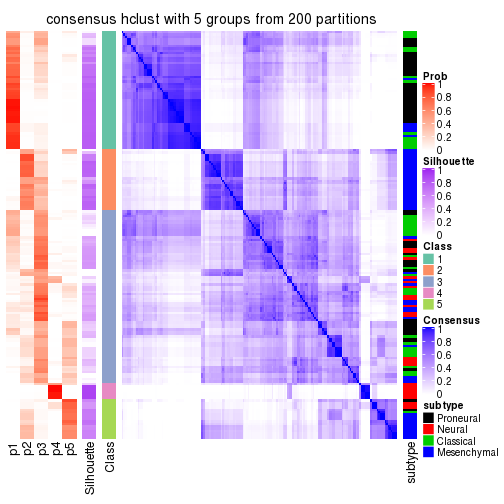 consensus hclust with 5 groups from 200 partitions
Prob
1
0.8
0.6
0.4
0.2
0
Silhouette
1
0.8
0.6
0.4
0.2
0
Class
1
2
3
4
5
Consensus
1
0.8
0.6
0.4
0.2
0
subtype
Proneural
Neural
Classical
Mesenchymal
p1
p2
p3
p4
p5
Silhouette
Class
subtype